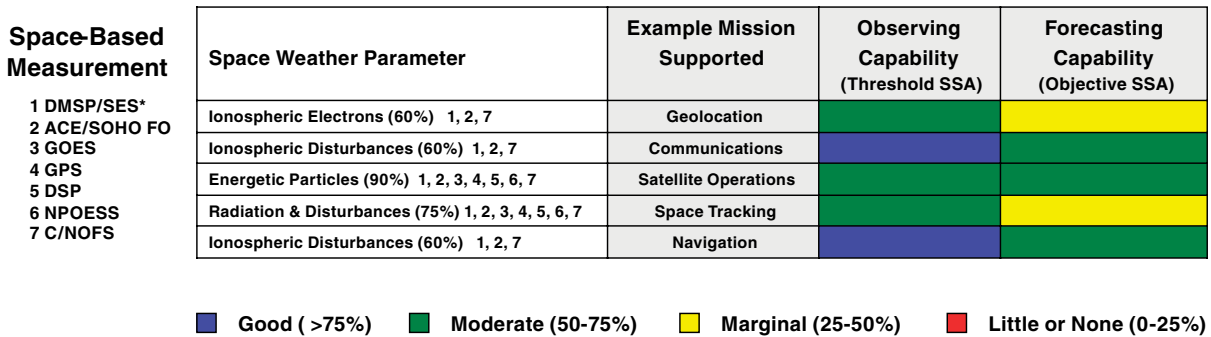 Space-Based
Measurement
1 DMSP/SES*
2 ACE/SOHO FO
3 GOES
4 GPS
5 DSP
6 NPOESS
7 C/NOFS
Space Weather Parameter
Example Mission
Supported
Observing
Capability
(Threshold SSA)
Forecasting
Capability
(Objective SSA)
Ionospheric Electrons (60%) 1, 2, 7
Geolocation
Ionospheric Disturbances (60%) 1, 2, 7
Communications
Energetic Particles (90%) 1, 2, 3, 4, 5, 6, 7
Satellite Operations
Radiation & Disturbances (75%) 1, 2, 3, 4, 5, 6, 7
Space Tracking
Ionospheric Disturbances (60%) 1, 2, 7
Navigation
Good ( >75%)
Moderate (50-75%)
Marginal (25-50%)
Little or None (0-25%)